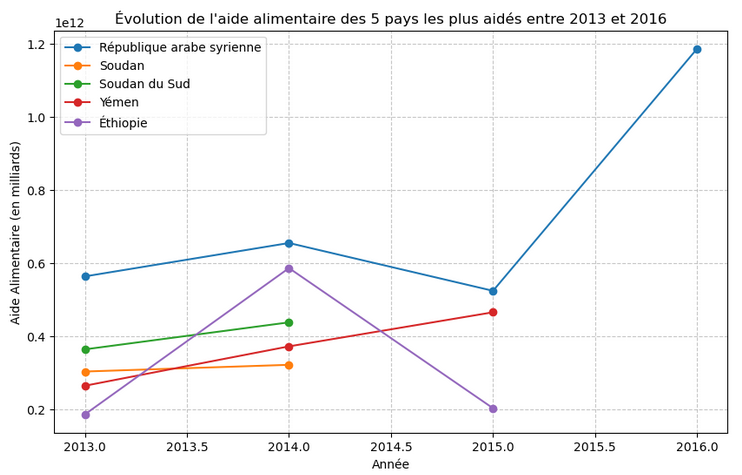 Évolution de l'aide alimentaire des 5 pays les plus aidés entre 2013 et 2016
1e12
République arabe syrienne
Soudan
Soudan du Sud
Yémen
Éthiopie
Aide Alimentaire (en milliards)
1.2
1.0
0.8
0.6
0.4
0.2
2013.0 2013.5 2014.0 2014.5 2015.0 2015.5 2016.0
Année